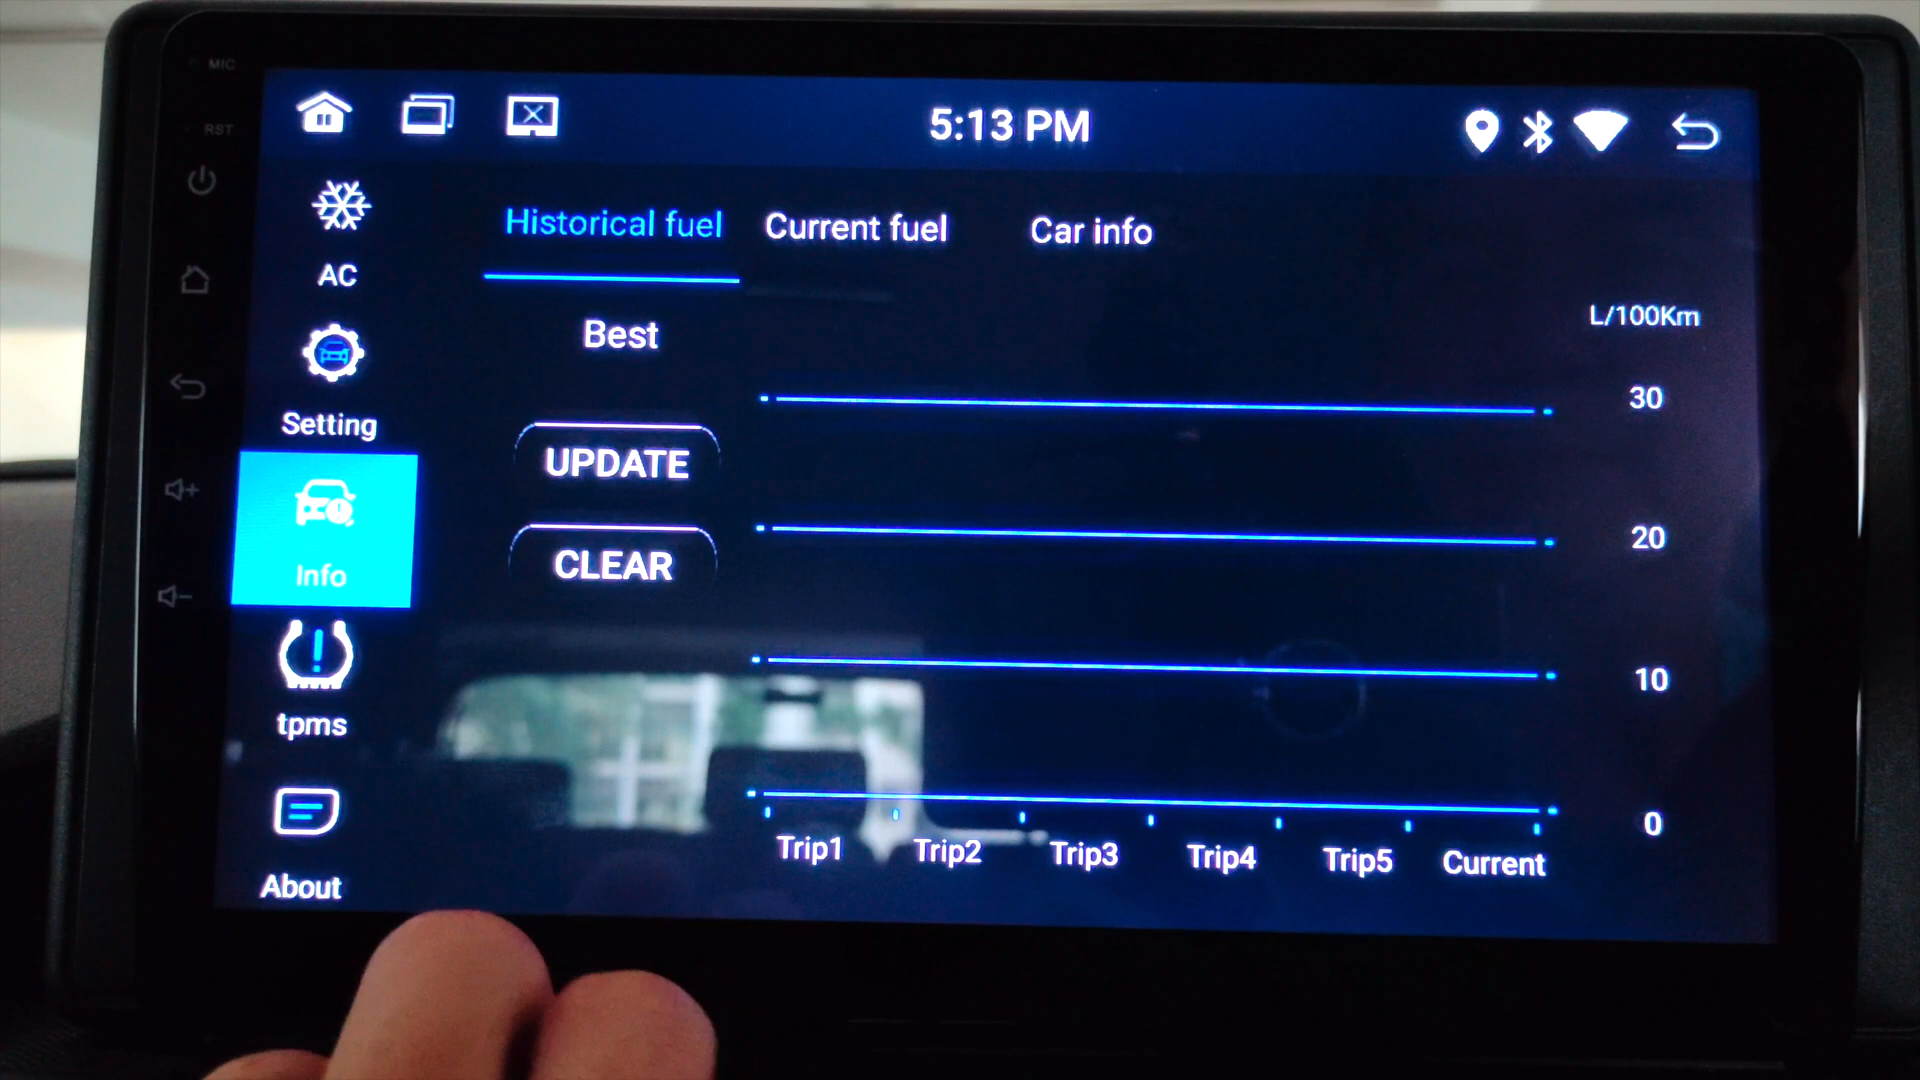 MIC
RST
5:13 PM
AC
Setting
Info
tpms
About
Historical fuel
Current fuel
Car info
Best
UPDATE
CLEAR
L/100Km
30
20
10
0
Trip1
Trip2
Trip3
Trip4
Trip5
Current